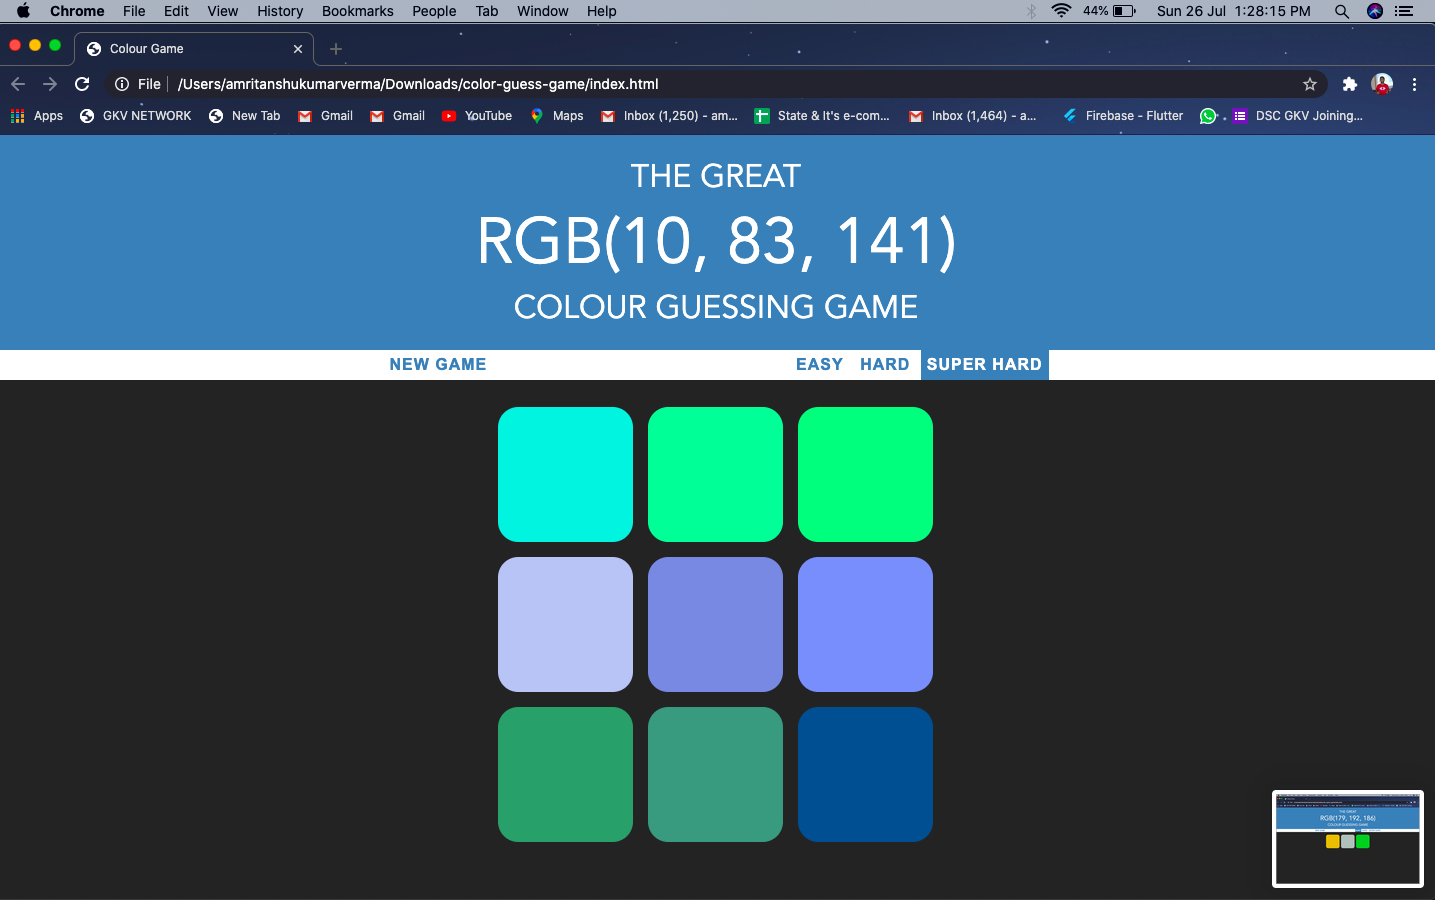 Chrome File Edit View History Bookmarks People Tab Window Help 44% Sun 26 Jul 1:28:15 PM
Colour Game
File /Users/amritanshukumarverma/Downloads/color-guess-game/index.html
Apps GKV NETWORK New Tab Gmail Gmail YouTube Maps Inbox (1,250) - am... State & It's e-com... Inbox (1,464) - a... Firebase - Flutter DSC GKV Joining...
THE GREAT
RGB(10, 83, 141)
COLOUR GUESSING GAME
NEW GAME EASY HARD SUPER HARD
THE GREAT
RGB(179, 192, 186)
COLOUR GUESSING GAME